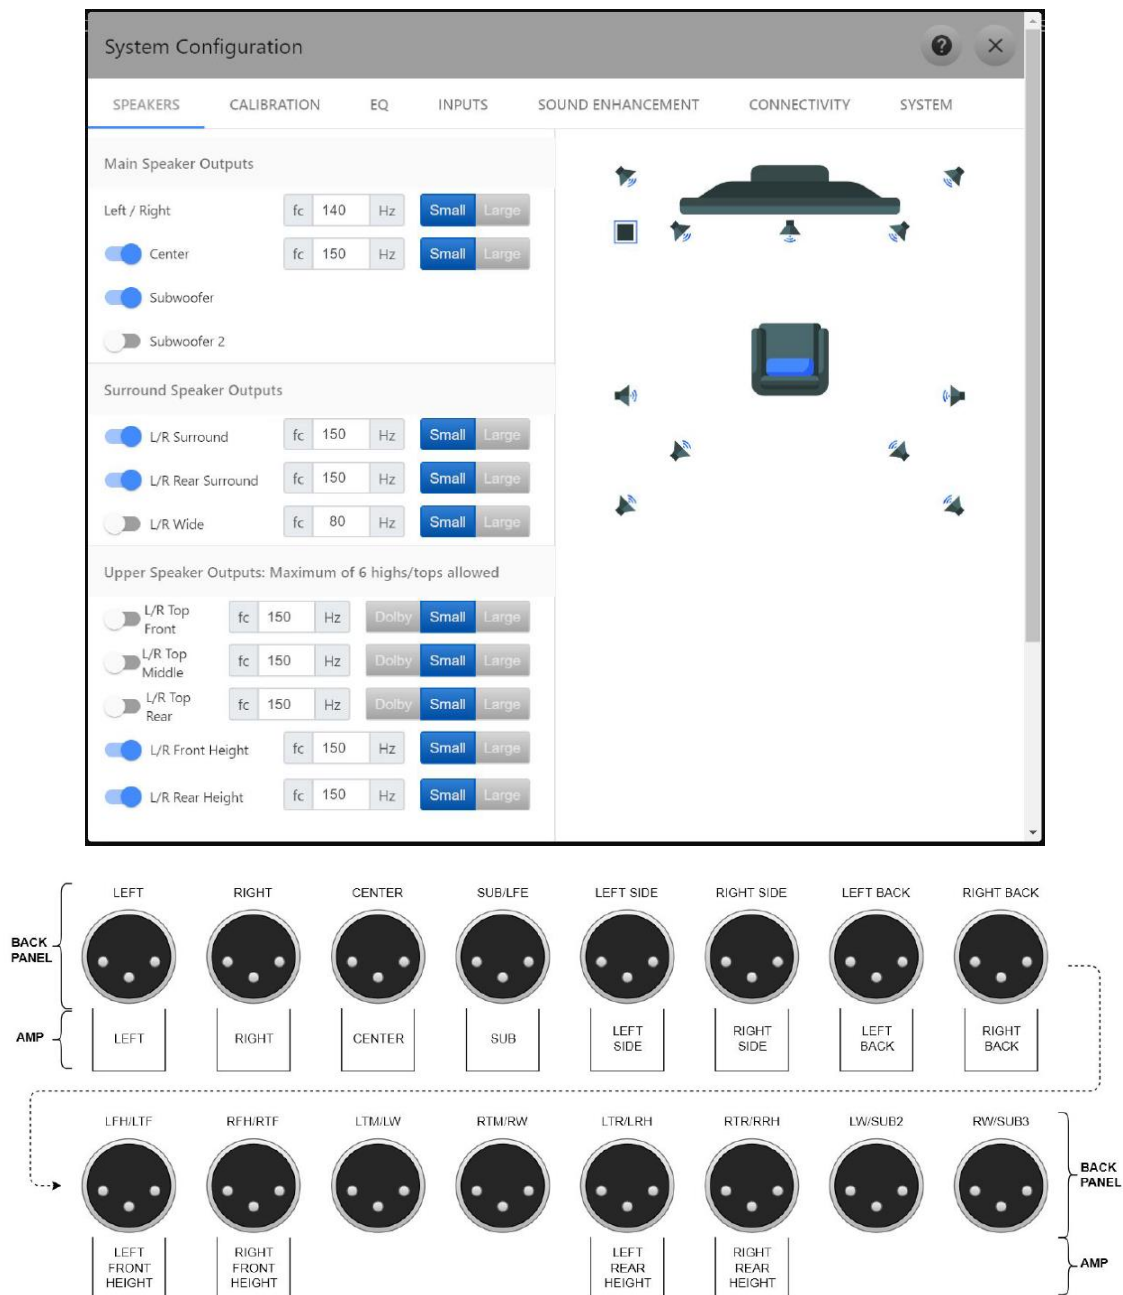 System Configuration
?
SPEAKERS CALIBRATION EQ INPUTS SOUND ENHANCEMENT CONNECTIVITY SYSTEM
Main Speaker Outputs
Left / Right fc 140 Hz Small Large
Center fc 150 Hz Small Large
Subwoofer
Subwoofer 2
Surround Speaker Outputs
L/R Surround fc 150 Hz Small Large
L/R Rear Surround fc 150 Hz Small Large
L/R Wide fc 80 Hz Small Large
Upper Speaker Outputs: Maximum of 6 highs/tops allowed
L/R Top
Front fc 150 Hz Dolby Small Large
L/R Top
Middle fc 150 Hz Dolby Small Large
L/R Top
Rear fc 150 Hz Dolby Small Large
L/R Front Height fc 150 Hz Small Large
L/R Rear Height fc 150 Hz Small Large
LEFT RIGHT CENTER SUB/LFE LEFT SIDE RIGHT SIDE LEFT BACK RIGHT BACK
BACK
PANEL
AMP
LEFT RIGHT CENTER SUB
LEFT
SIDE
RIGHT
SIDE
LEFT
BACK
RIGHT
BACK
LFH/LTF RFH/RTF LTM/LW RTM/RW LTR/LRH RTR/RRH LW/SUB2 RW/SUB3
BACK
PANEL
LEFT
FRONT
HEIGHT
RIGHT
FRONT
HEIGHT
LEFT
REAR
HEIGHT
RIGHT
REAR
HEIGHT
AMP